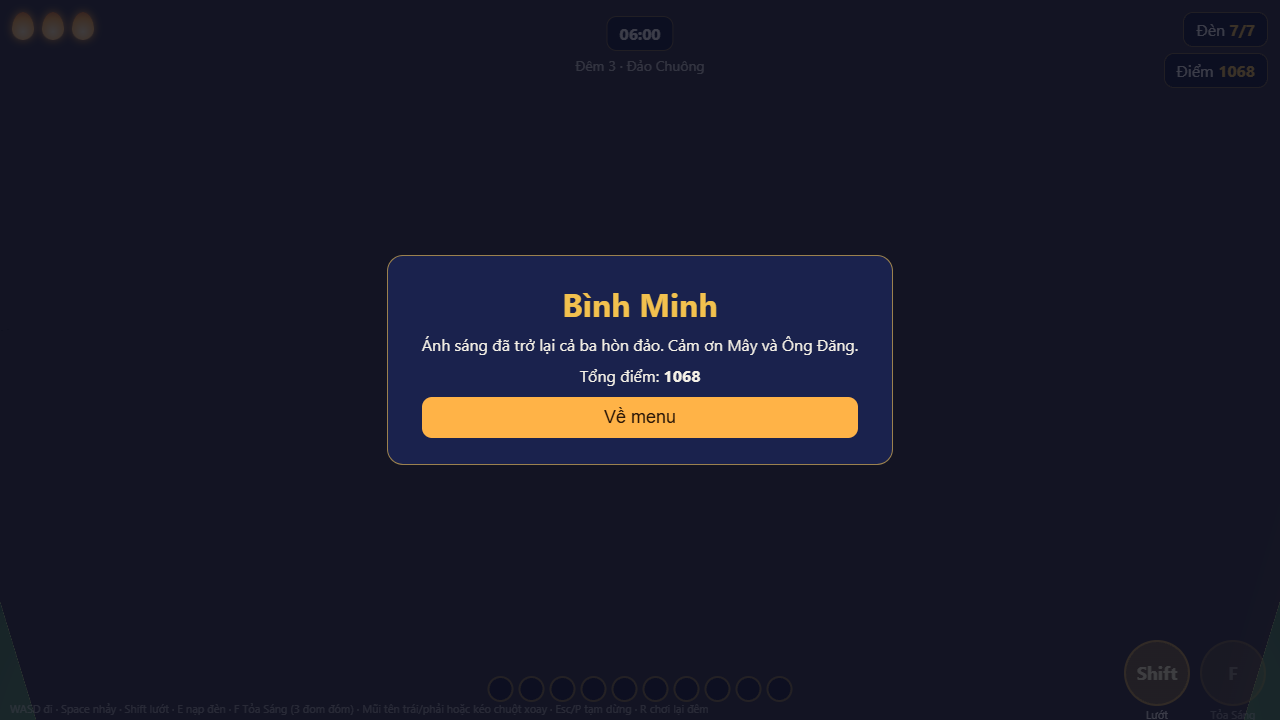 06:00
Đêm 3 · Đảo Chuông
Đèn 7/7
Điểm 1068
Bình Minh
Ánh sáng đã trở lại cả ba hòn đảo. Cảm ơn Mây và Ông Đăng.
Tổng điểm: 1068
Về menu
Shift
F
Lướt
Tỏa Sáng
WASD đi · Space nhảy · Shift lướt · E nạp đèn · F Tỏa Sáng (3 đom đóm) · Mũi tên trái/phải hoặc kéo chuột xoay · Esc/P tạm dừng · R chơi lại đêm